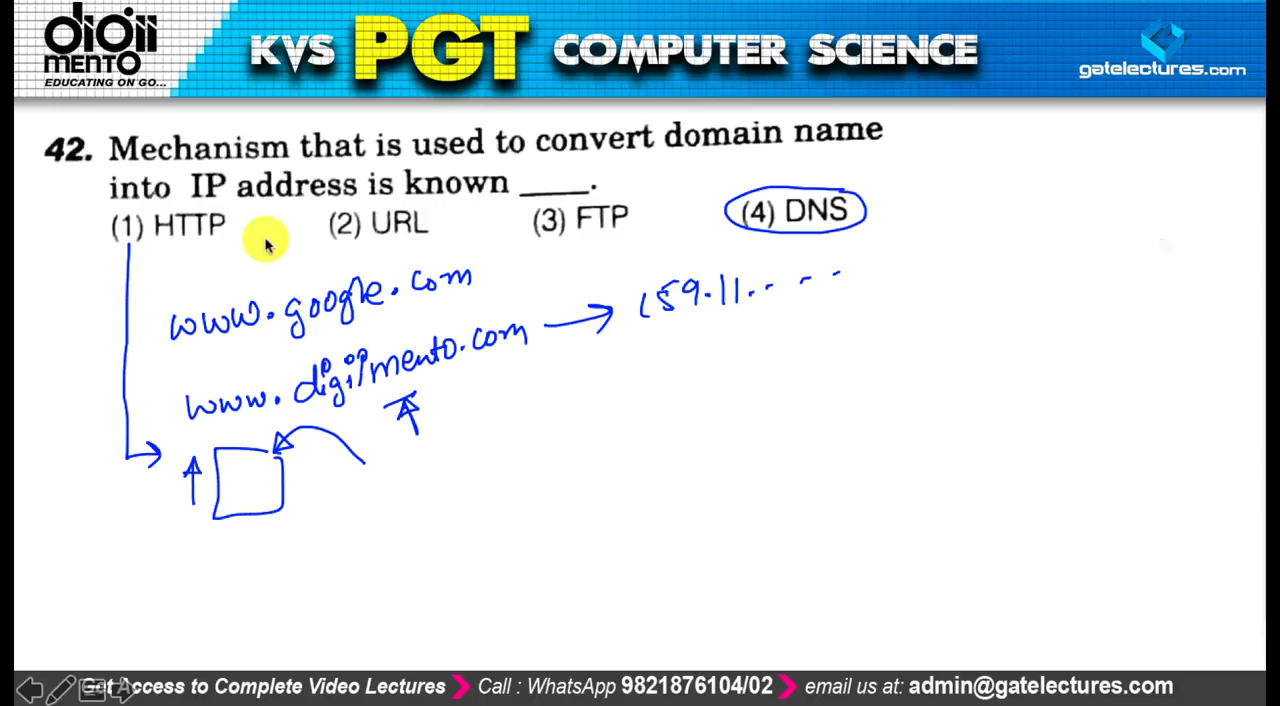 digii
mento
EDUCATING ON GO...
KVS PGT COMPUTER SCIENCE
gatelectures.com
42. Mechanism that is used to convert domain name
into IP address is known ____.
(1) HTTP (2) URL (3) FTP (4) DNS
www.google.com
www.digiimento.com → 159.11. . - - -
Get Access to Complete Video Lectures Call : WhatsApp 9821876104/02 email us at: admin@gatelectures.com